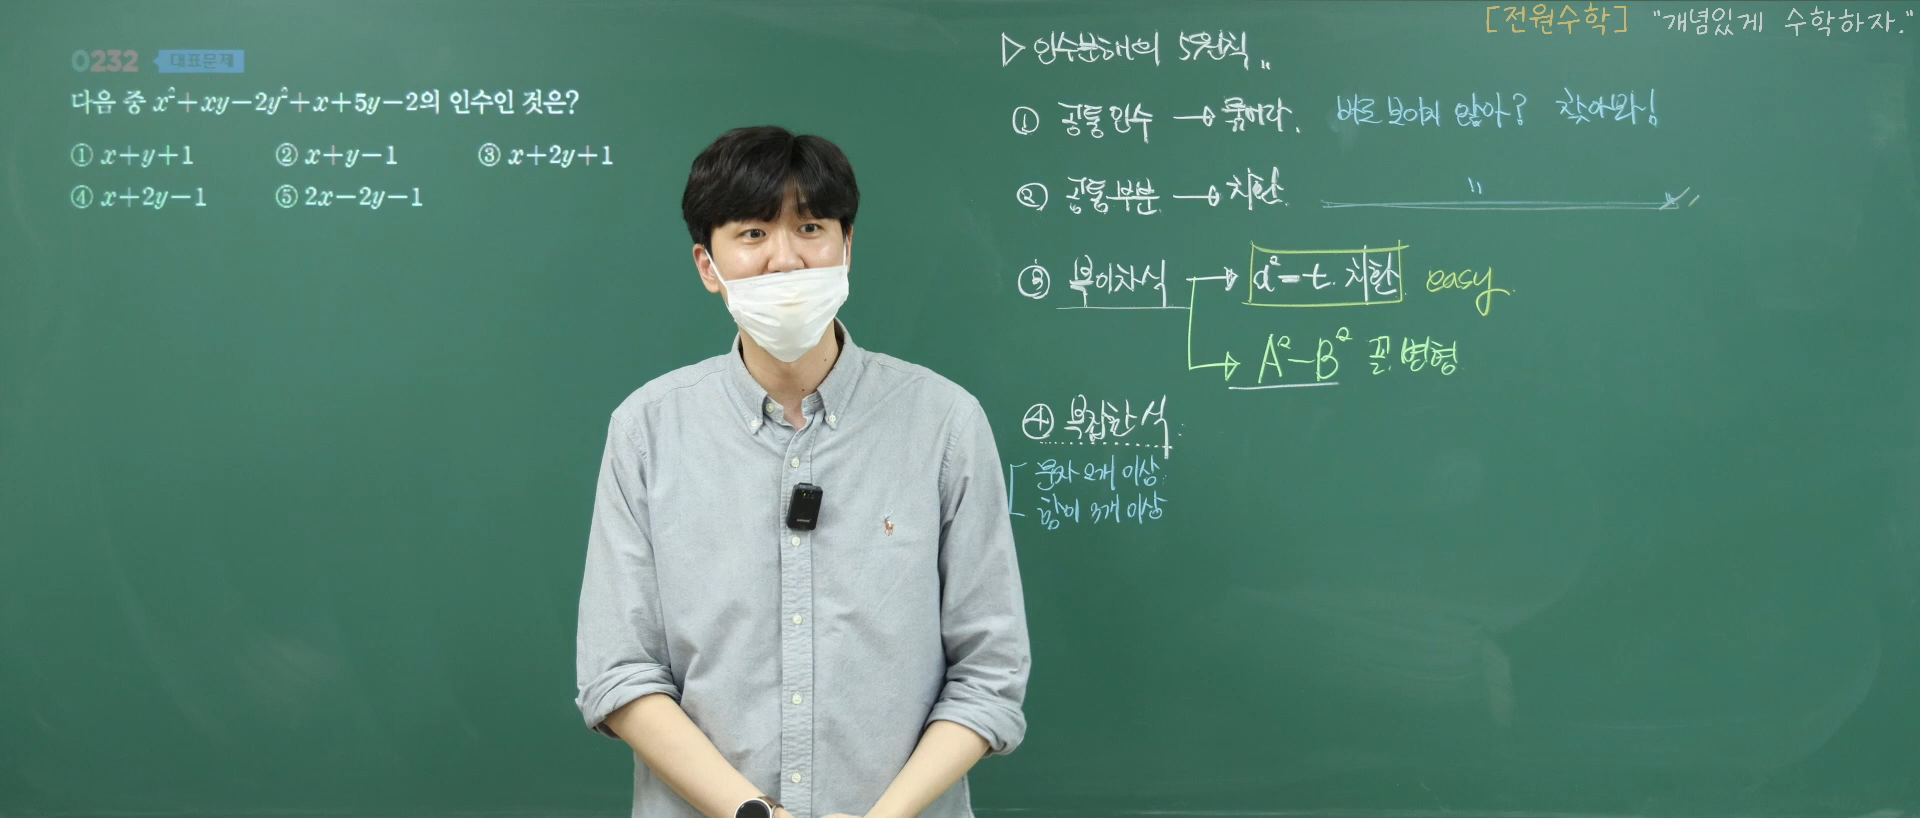 0232 대표문제
다음 중 x²+xy−2y²+x+5y−2의 인수인 것은?
① x+y+1 ② x+y−1 ③ x+2y+1
④ x+2y−1 ⑤ 2x−2y−1
[전원수학] "개념있게 수학하자."
▷ 인수분해의 5원칙 〃
① 공통인수 → 묶어라. 바로 보이지 않아? 찾아봐!
② 공통부분 → 치환. 〃
③ 복이차식 → x²=t. 치환 easy.
→ A²−B² 꼴. 변형
④ 복잡한 식.
문자 2개 이상.
항이 3개 이상